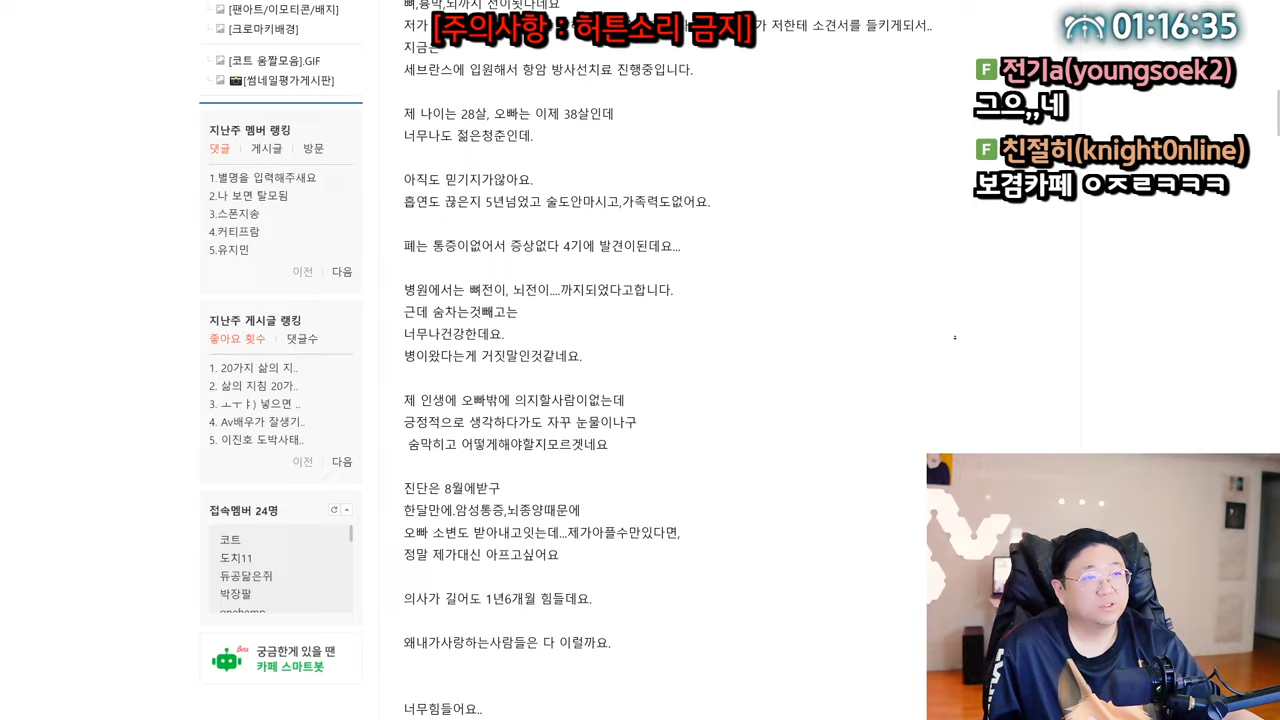 [팬아트/이모티콘/배지]
[크로마키배경]
[코트 움짤모음].GIF
[썸네일평가게시판]
지난주 멤버 랭킹
댓글 게시글 방문
1.별명을 입력해주세요
2.나 보면 탈모됨
3.스폰지송
4.커티프람
5.유지민
이전 다음
지난주 게시글 랭킹
좋아요 횟수 댓글수
1. 20가지 삶의 지..
2. 삶의 지침 20가..
3. ㅗㅜㅑ) 넣으면 ..
4. Av배우가 잘생기..
5. 이진호 도박사태..
이전 다음
접속멤버 24명
코트
도치11
듀공닮은쥐
박장팔
onehemp
Beta 궁금한게 있을 땐
카페 스마트봇
뼈,흉막,뇌까지 전이됫다네요
저가 가 저한테 소견서를 들키게되서..
[주의사항 : 허튼소리 금지]
지금은
세브란스에 입원해서 항암 방사선치료 진행중입니다.
제 나이는 28살, 오빠는 이제 38살인데
너무나도 젊은청춘인데.
아직도 믿기지가않아요.
흡연도 끊은지 5년넘었고 술도안마시고,가족력도없어요.
폐는 통증이없어서 증상없다 4기에 발견이된데요...
병원에서는 뼈전이, 뇌전이....까지되었다고합니다.
근데 숨차는것빼고는
너무나건강한데요.
병이왔다는게 거짓말인것같네요.
제 인생에 오빠밖에 의지할사람이없는데
긍정적으로 생각하다가도 자꾸 눈물이나구
숨막히고 어떻게해야할지모르겟네요
진단은 8월에받구
한달만에.암성통증,뇌종양때문에
오빠 소변도 받아내고잇는데...제가아플수만있다면,
정말 제가대신 아프고싶어요
의사가 길어도 1년6개월 힘들데요.
왜내가사랑하는사람들은 다 이럴까요.
너무힘들어요..
01:16:35
F 전기a(youngsoek2)
그으,,네
F 친절히(knight0nline)
보겸카페 ㅇㅈㄹㅋㅋㅋ